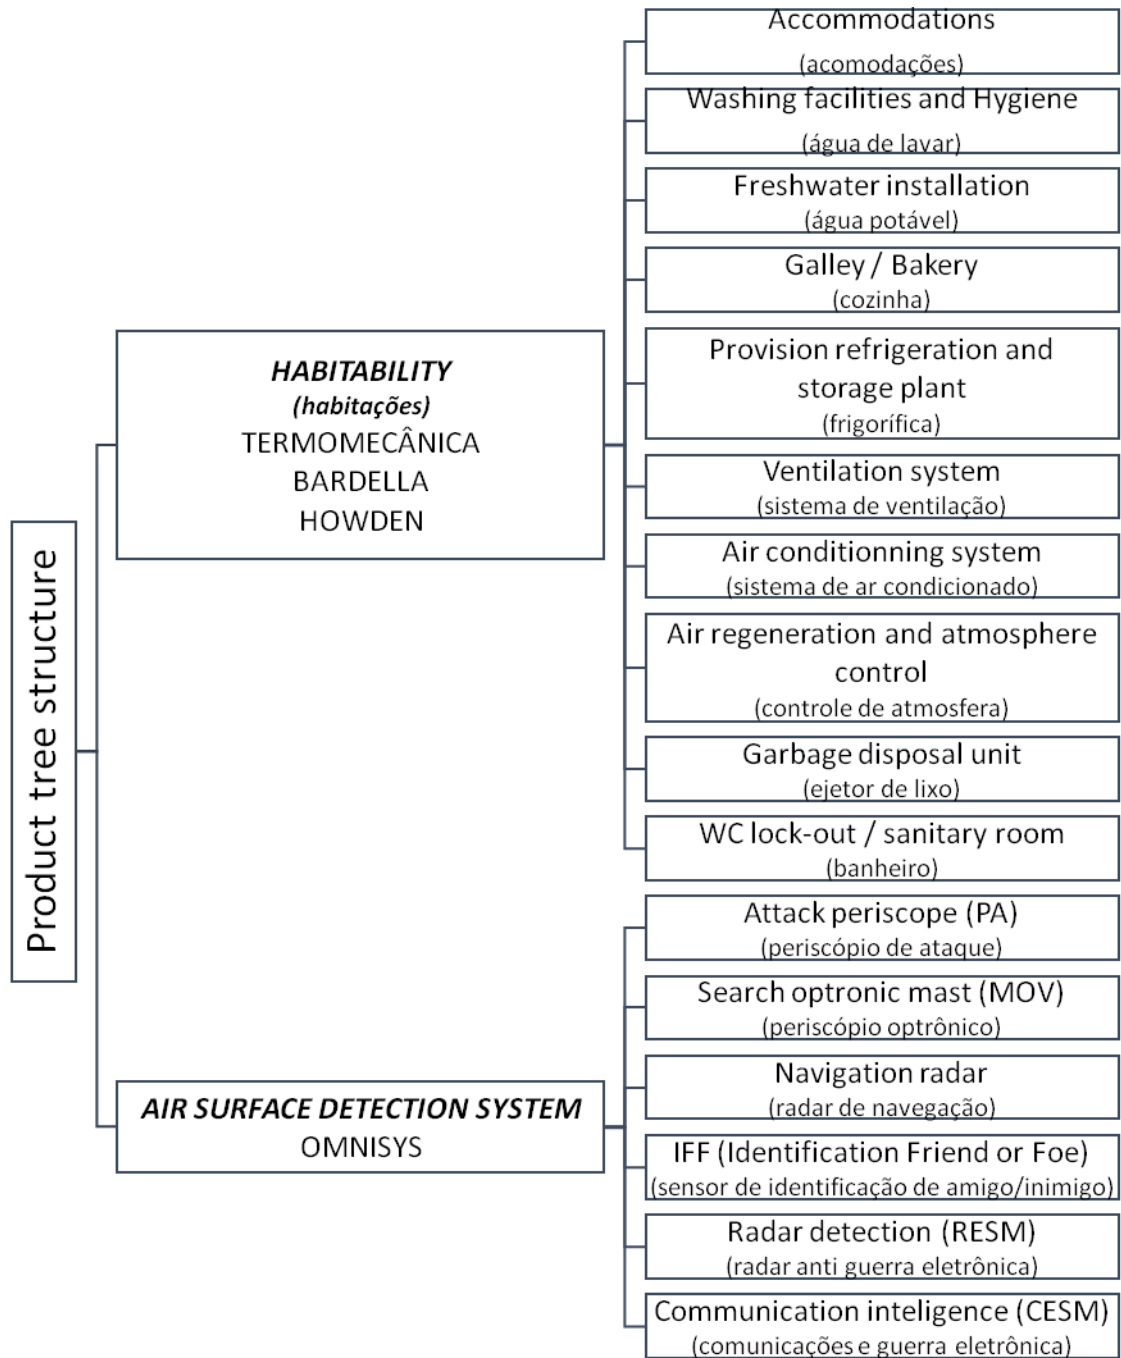 Product tree structure
HABITABILITY
(habitações)
TERMOMECÂNICA
BARDELLA
HOWDEN
Accommodations
(acomodações)
Washing facilities and Hygiene
(água de lavar)
Freshwater installation
(água potável)
Galley / Bakery
(cozinha)
Provision refrigeration and
storage plant
(frigorífica)
Ventilation system
(sistema de ventilação)
Air conditionning system
(sistema de ar condicionado)
Air regeneration and atmosphere
control
(controle de atmosfera)
Garbage disposal unit
(ejetor de lixo)
WC lock-out / sanitary room
(banheiro)
AIR SURFACE DETECTION SYSTEM
OMNISYS
Attack periscope (PA)
(periscópio de ataque)
Search optronic mast (MOV)
(periscópio optrônico)
Navigation radar
(radar de navegação)
IFF (Identification Friend or Foe)
(sensor de identificação de amigo/inimigo)
Radar detection (RESM)
(radar anti guerra eletrônica)
Communication inteligence (CESM)
(comunicações e guerra eletrônica)